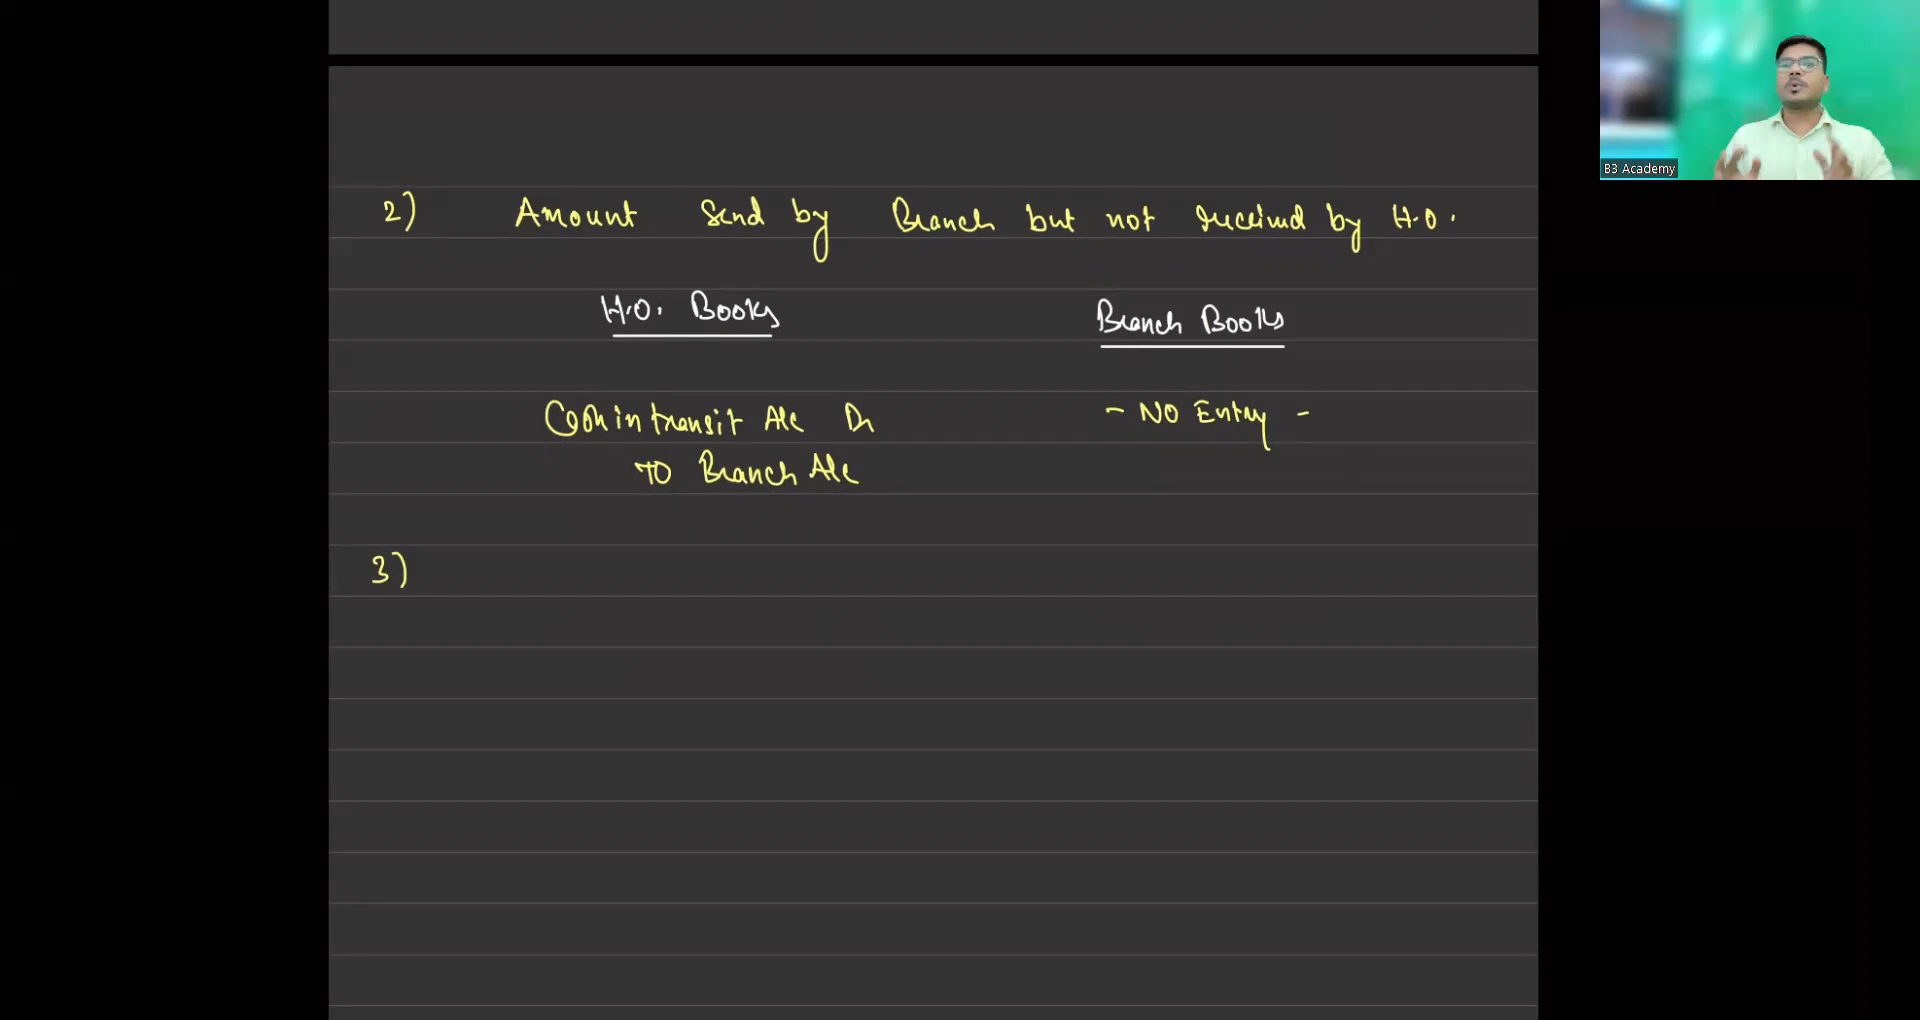 B3 Academy
2) Amount Send by Branch but not received by H.O.
H.O. Books Branch Books
Cash in transit A/c Dr - No Entry -
To Branch A/c
3)